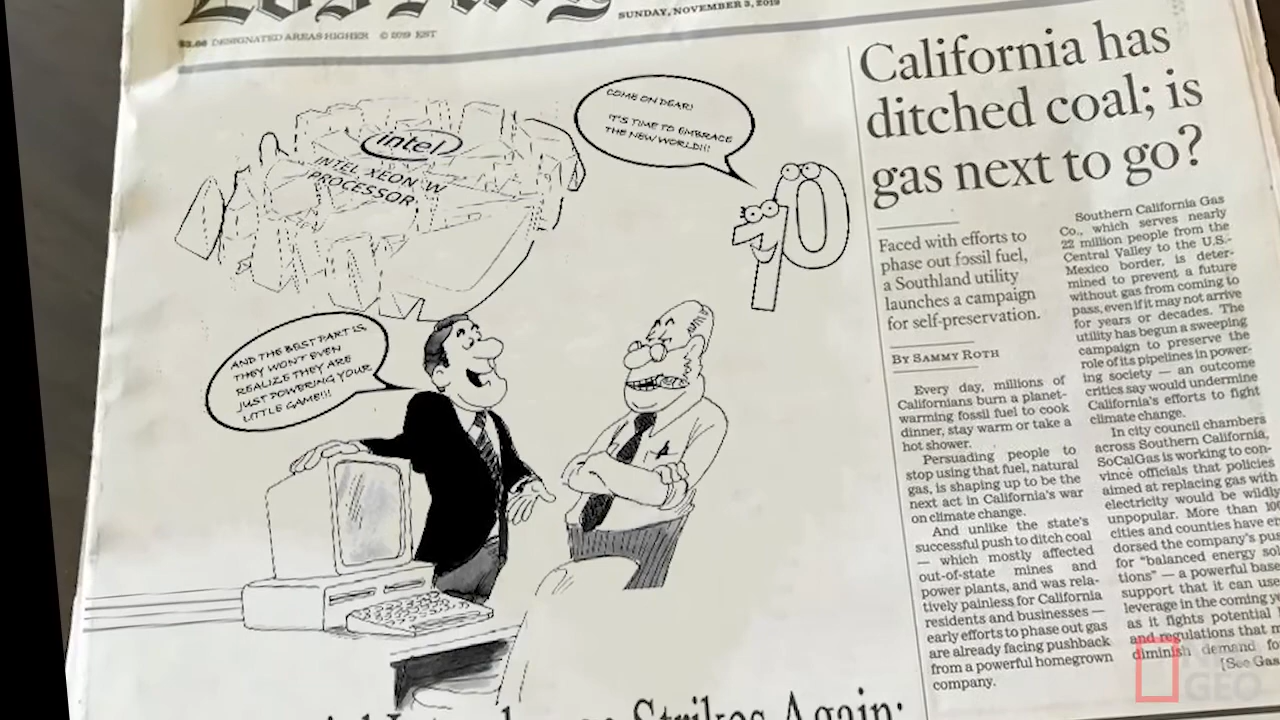 SUNDAY, NOVEMBER 3, 2019
DESIGNATED AREAS HIGHER © 2019 EST
COME ON DEAR!
IT'S TIME TO EMBRACE
THE NEW WORLD!!!
intel
INTEL XEON W
PROCESSOR
AND THE BEST PART IS,
THEY WON'T EVEN
REALIZE THEY ARE
JUST POWERING YOUR
LITTLE GAME!!!
10
California has
ditched coal; is
gas next to go?
Faced with efforts to
phase out fossil fuel,
a Southland utility
launches a campaign
for self-preservation.
BY SAMMY ROTH
Every day, millions of
Californians burn a planet-
warming fossil fuel to cook
dinner, stay warm or take a
hot shower.
Persuading people to
stop using that fuel, natural
gas, is shaping up to be the
next act in California's war
on climate change.
And unlike the state's
successful push to ditch coal
— which mostly affected
out-of-state mines and
power plants, and was rela-
tively painless for California
residents and businesses —
early efforts to phase out gas
are already facing pushback
from a powerful homegrown
company.
Southern California Gas
Co., which serves nearly
22 million people from the
Central Valley to the U.S.-
Mexico border, is deter-
mined to prevent a future
without gas from coming to
pass, even if it may not arrive
for years or decades. The
utility has begun a sweeping
campaign to preserve the
role of its pipelines in power-
ing society — an outcome
critics say would undermine
California's efforts to fight
climate change.
In city council chambers
across Southern California,
SoCalGas is working to con-
vince officials that policies
aimed at replacing gas with
electricity would be wildly
unpopular. More than 100
cities and counties have en
dorsed the company's pus
for "balanced energy sol
tions" — a powerful base
support that it can use
leverage in the coming ye
as it fights potential
and regulations that m
diminish demand fo
[See Gas
GEO
Strikes Again: